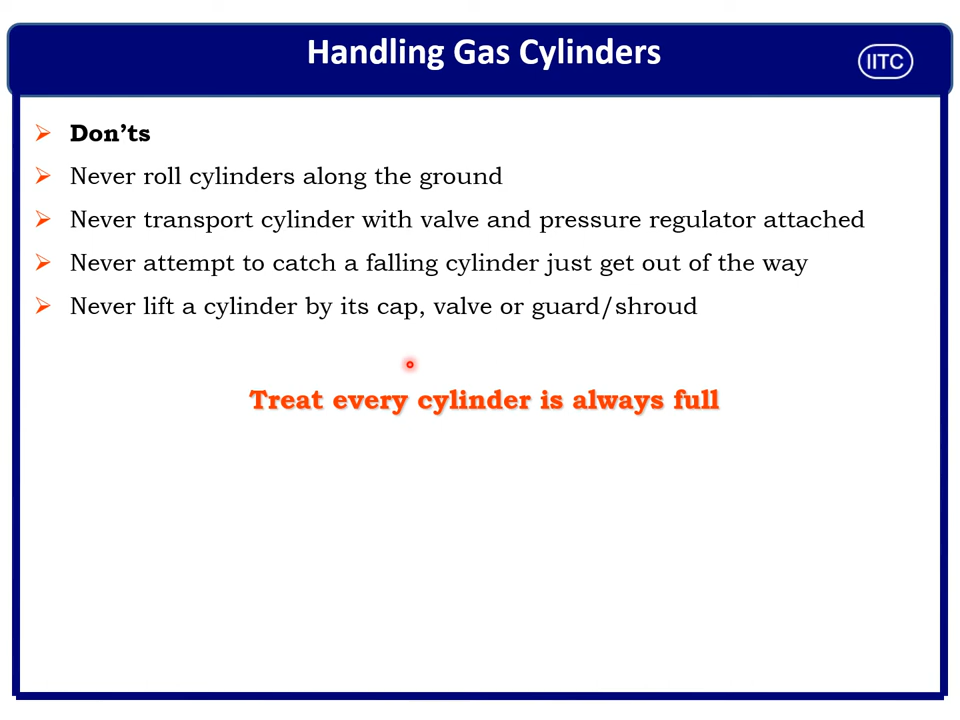 Handling Gas Cylinders
IITC
Don’ts
Never roll cylinders along the ground
Never transport cylinder with valve and pressure regulator attached
Never attempt to catch a falling cylinder just get out of the way
Never lift a cylinder by its cap, valve or guard/shroud
Treat every cylinder is always full